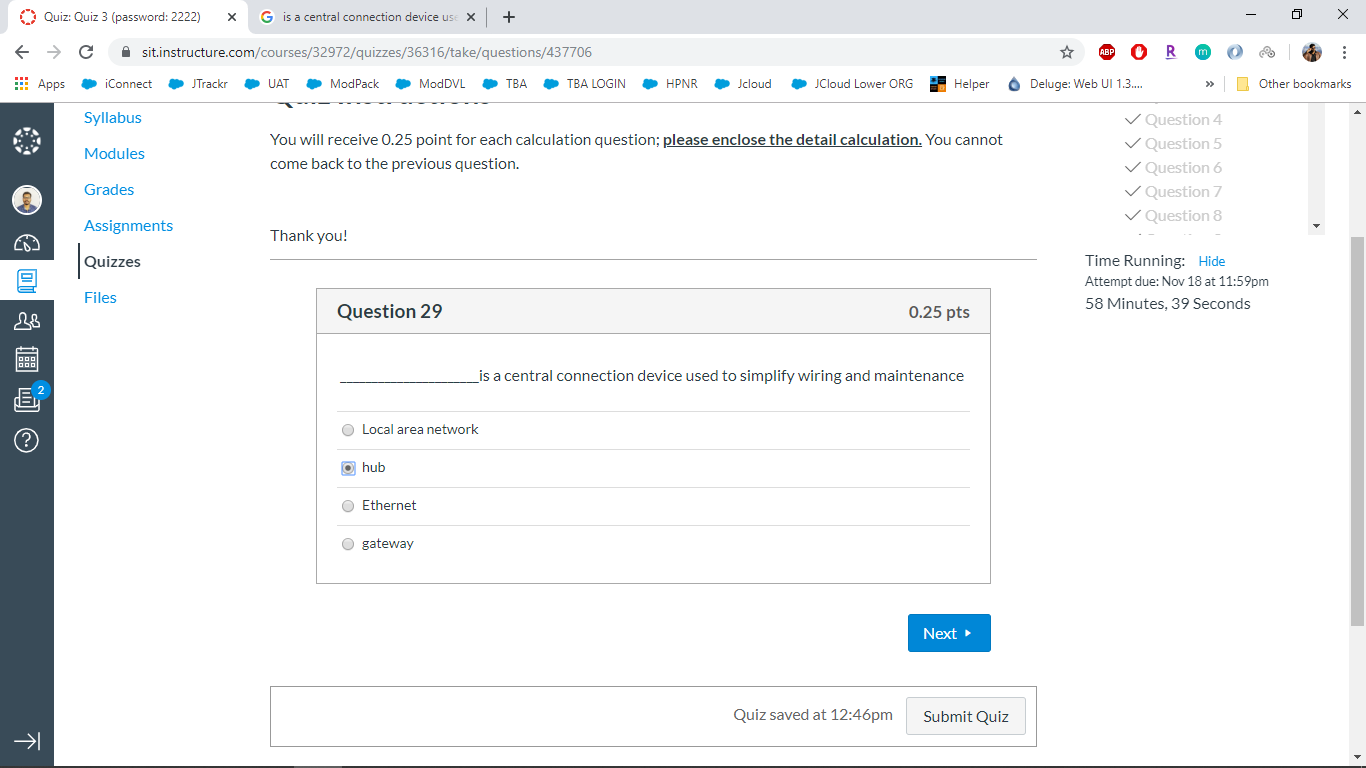 Quiz: Quiz 3 (password: 2222)
is a central connection device use
sit.instructure.com/courses/32972/quizzes/36316/take/questions/437706
ABP
R
m
Apps
iConnect
JTrackr
UAT
ModPack
ModDVL
TBA
TBA LOGIN
HPNR
Jcloud
JCloud Lower ORG
Helper
Deluge: Web UI 1.3....
»
Other bookmarks
2
Syllabus
Modules
Grades
Assignments
Quizzes
Files
Quiz Instructions
You will receive 0.25 point for each calculation question; please enclose the detail calculation. You cannot
come back to the previous question.
Thank you!
Question 29
0.25 pts
______________________is a central connection device used to simplify wiring and maintenance
Local area network
hub
Ethernet
gateway
Next
Quiz saved at 12:46pm
Submit Quiz
Question 4
Question 5
Question 6
Question 7
Question 8
Time Running: Hide
Attempt due: Nov 18 at 11:59pm
58 Minutes, 39 Seconds